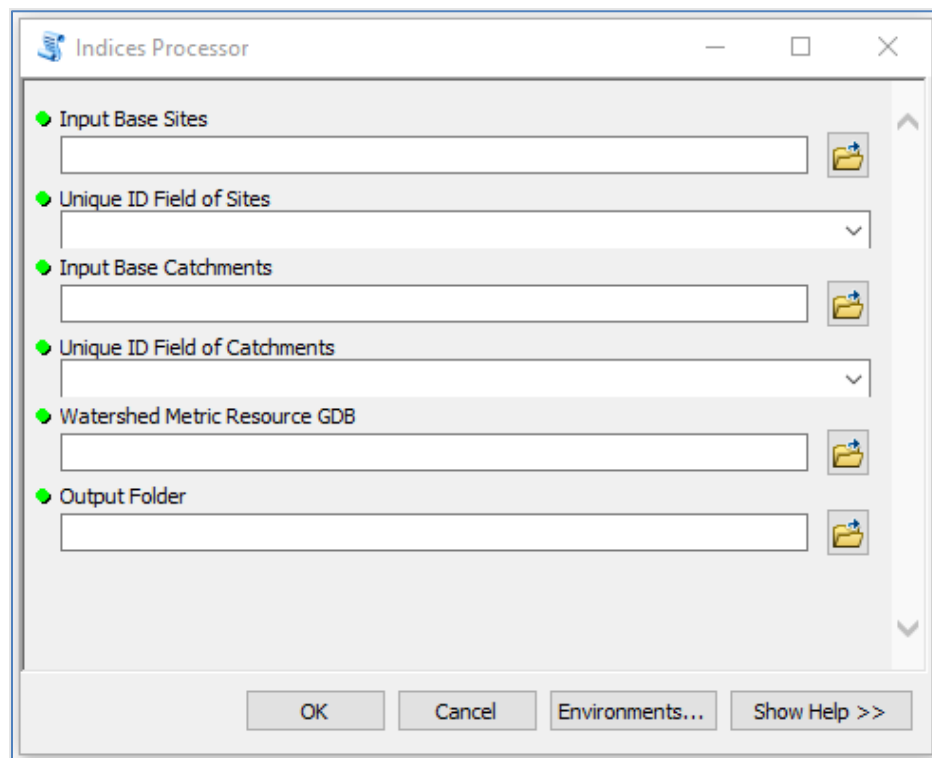 Indices Processor
Input Base Sites
Unique ID Field of Sites
Input Base Catchments
Unique ID Field of Catchments
Watershed Metric Resource GDB
Output Folder
OK Cancel Environments... Show Help >>